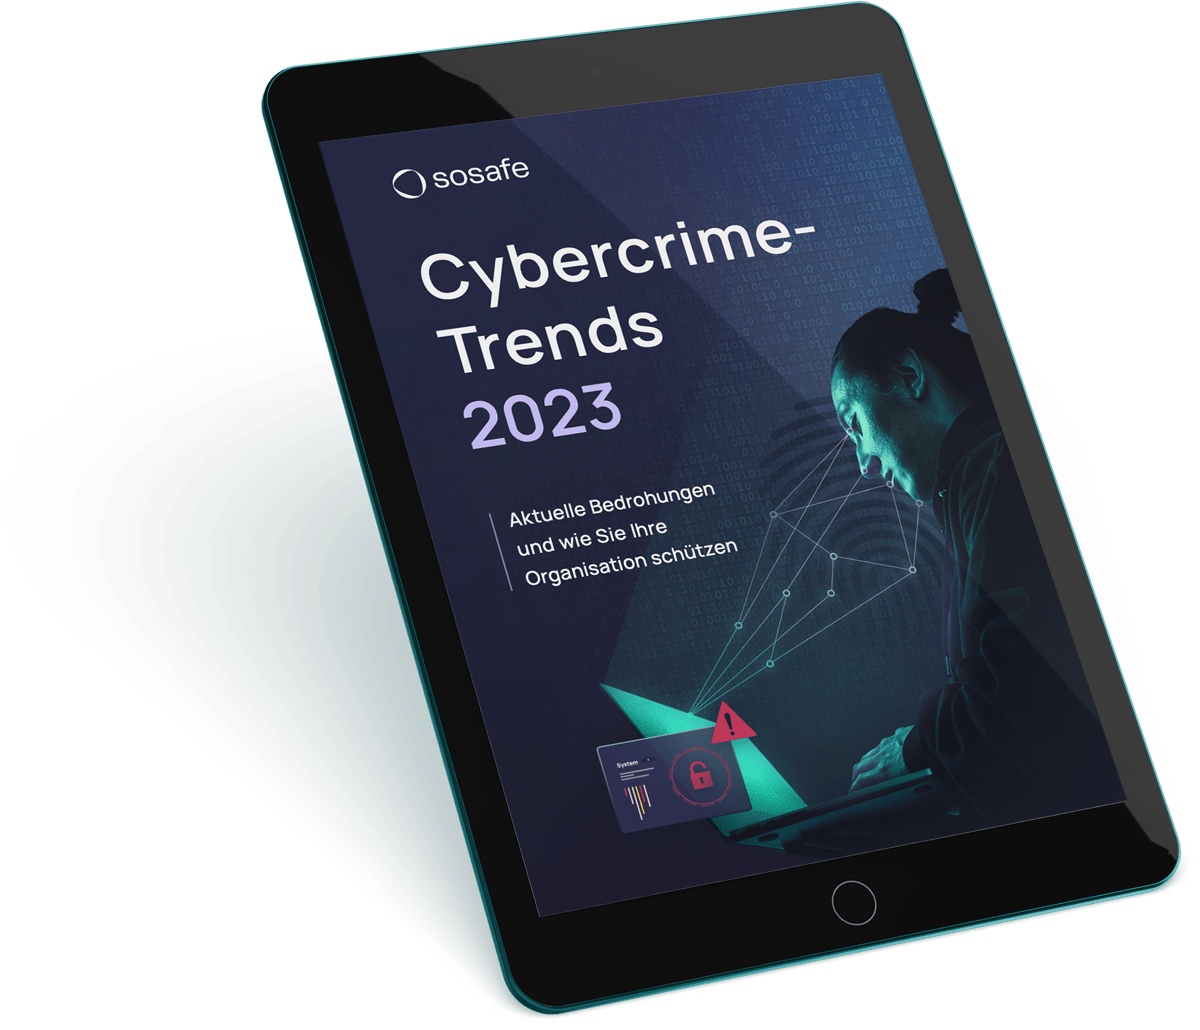 sosafe
Cybercrime-
Trends
2023
Aktuelle Bedrohungen
und wie Sie Ihre
Organisation schützen
System